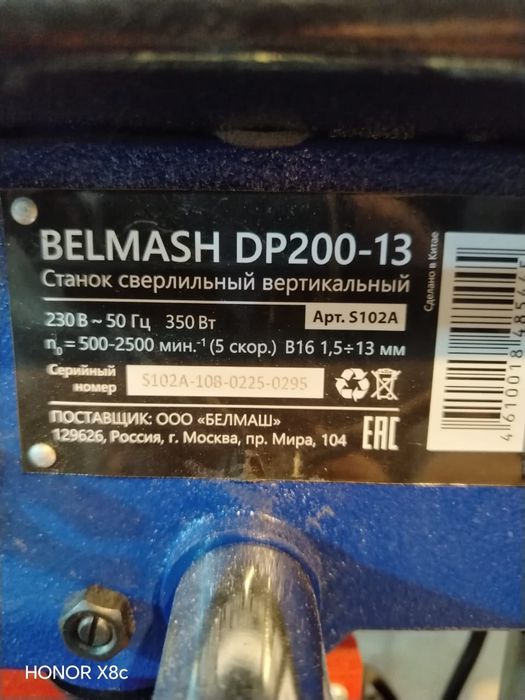 BELMASH DP200-13
Станок сверлильный вертикальный
230 В ~ 50 Гц 350 Вт Арт. S102A
n₀ = 500-2500 мин.⁻¹ (5 скор.) B16 1,5÷13 мм
Серийный номер S102A-108-0225-0295
ПОСТАВЩИК: ООО «БЕЛМАШ»
129626, Россия, г. Москва, пр. Мира, 104
EAC
Сделано в Китае
HONOR X8c